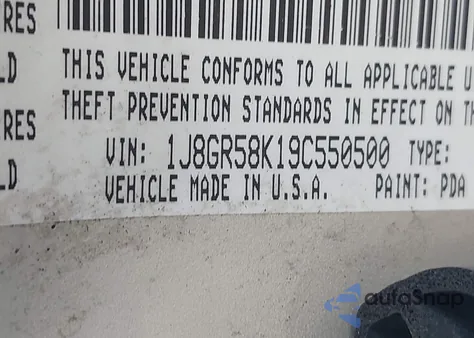 RES
LD
THIS VEHICLE CONFORMS TO ALL APPLICABLE U
THEFT PREVENTION STANDARDS IN EFFECT ON TH
RES
VIN: 1J8GR58K19C550500 TYPE:
LD
VEHICLE MADE IN U.S.A. PAINT: PDA
autoSnap